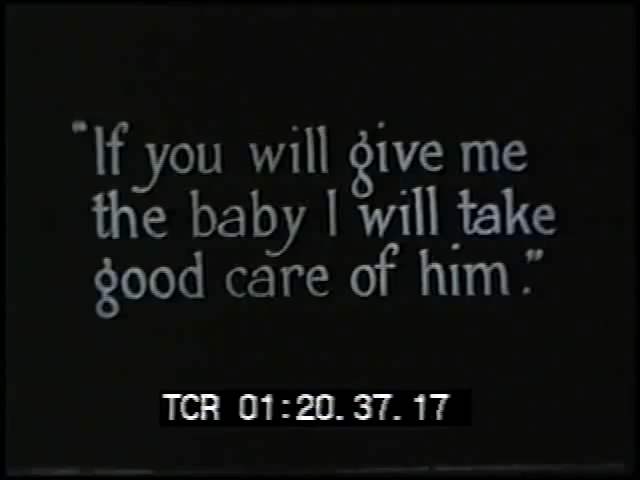 "If you will give me
the baby I will take
good care of him."
TCR 01:20.37.17